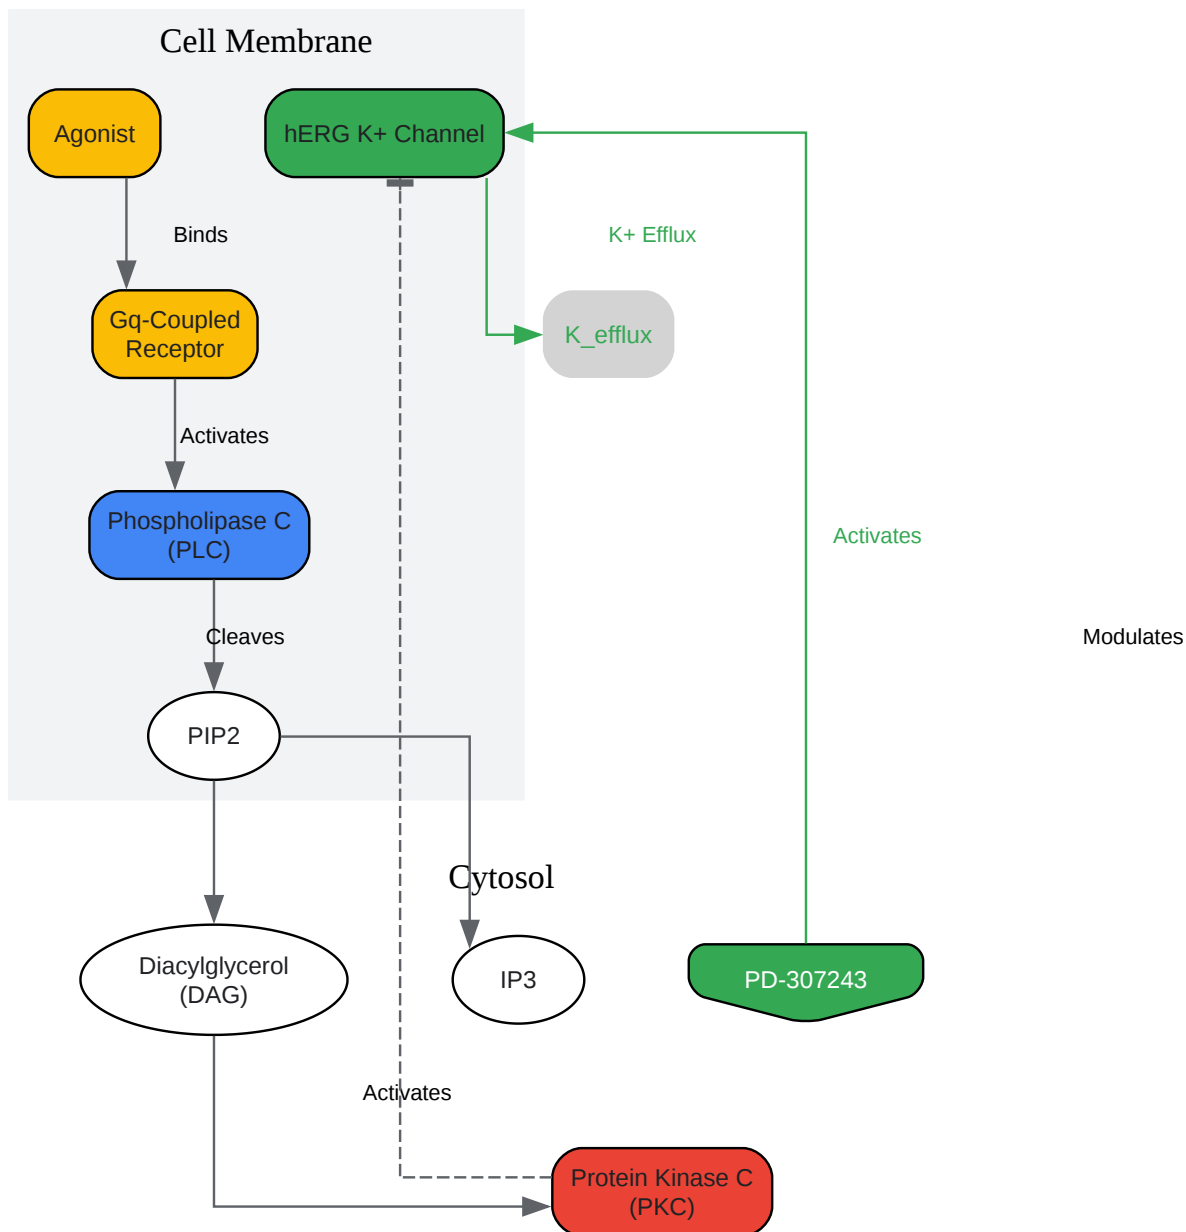 Cell Membrane
Agonist
hERG K+ Channel
Binds
K+ Efflux
Gq-Coupled
Receptor
K_efflux
Activates
Phospholipase C
(PLC)
Activates
Cleaves
Modulates
PIP2
Cytosol
Diacylglycerol
(DAG)
IP3
PD-307243
Activates
Protein Kinase C
(PKC)